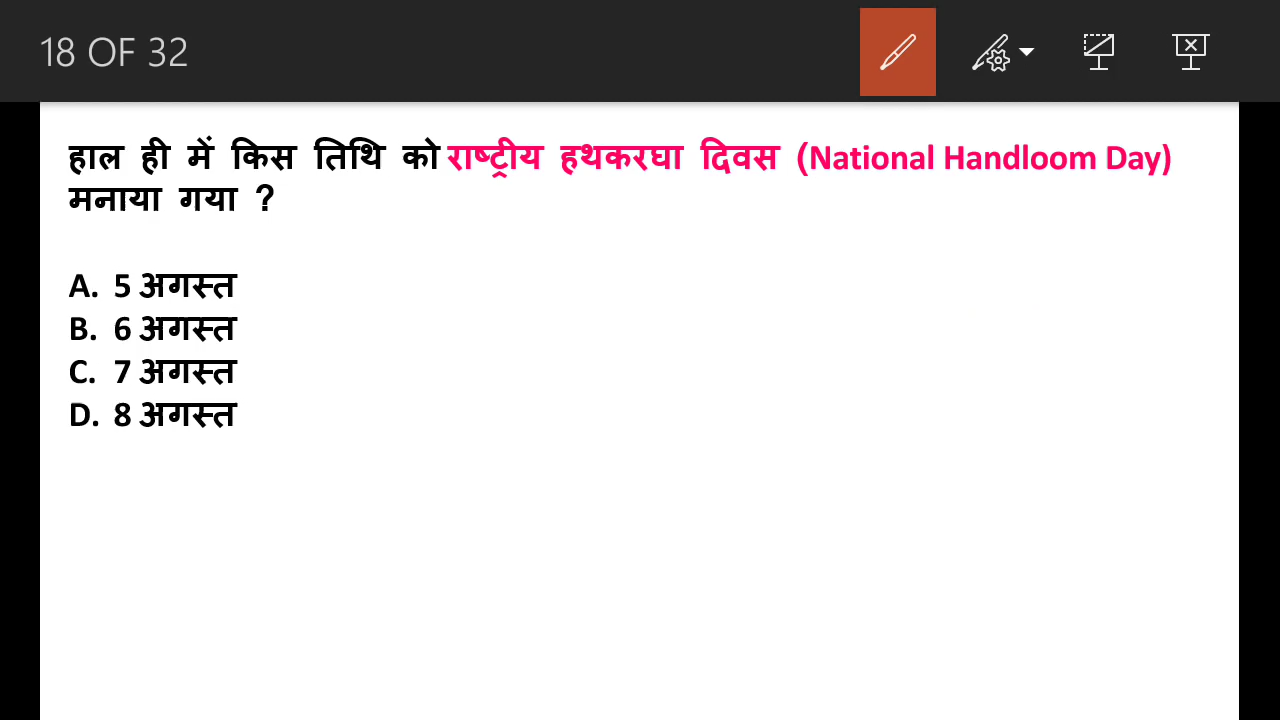 18 OF 32
हाल ही में किस तिथि को राष्ट्रीय हथकरघा दिवस (National Handloom Day)
मनाया गया ?
A. 5 अगस्त
B. 6 अगस्त
C. 7 अगस्त
D. 8 अगस्त